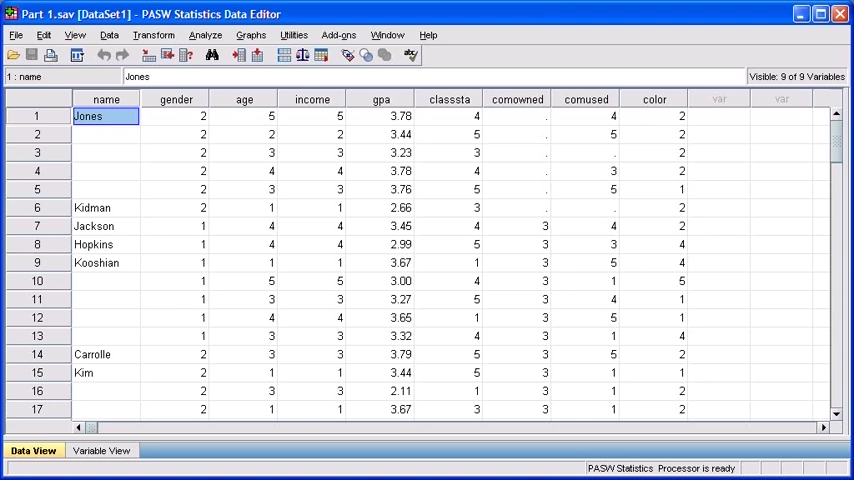 Part 1.sav [DataSet1] - PASW Statistics Data Editor
File Edit View Data Transform Analyze Graphs Utilities Add-ons Window Help
1 : name Jones Visible: 9 of 9 Variables
name gender age income gpa classsta comowned comused color var var
1 Jones 2 5 5 3.78 4 . 4 2
2 2 2 2 3.44 5 . 5 2
3 2 3 3 3.23 3 . . 2
4 2 4 4 3.78 4 . 3 2
5 2 3 3 3.76 5 . 5 1
6 Kidman 2 1 1 2.66 3 . . 2
7 Jackson 1 4 4 3.45 4 3 4 2
8 Hopkins 1 4 4 2.99 5 3 3 4
9 Kooshian 1 1 1 3.67 1 3 5 4
10 1 5 5 3.00 4 3 1 5
11 1 3 3 3.27 5 3 4 1
12 1 4 4 3.65 1 3 5 1
13 1 3 3 3.32 4 3 1 4
14 Carrolle 2 3 3 3.79 5 3 5 2
15 Kim 2 1 1 3.44 5 3 1 1
16 2 3 3 2.11 1 3 1 2
17 2 1 1 3.67 3 3 1 2
Data View Variable View
PASW Statistics Processor is ready